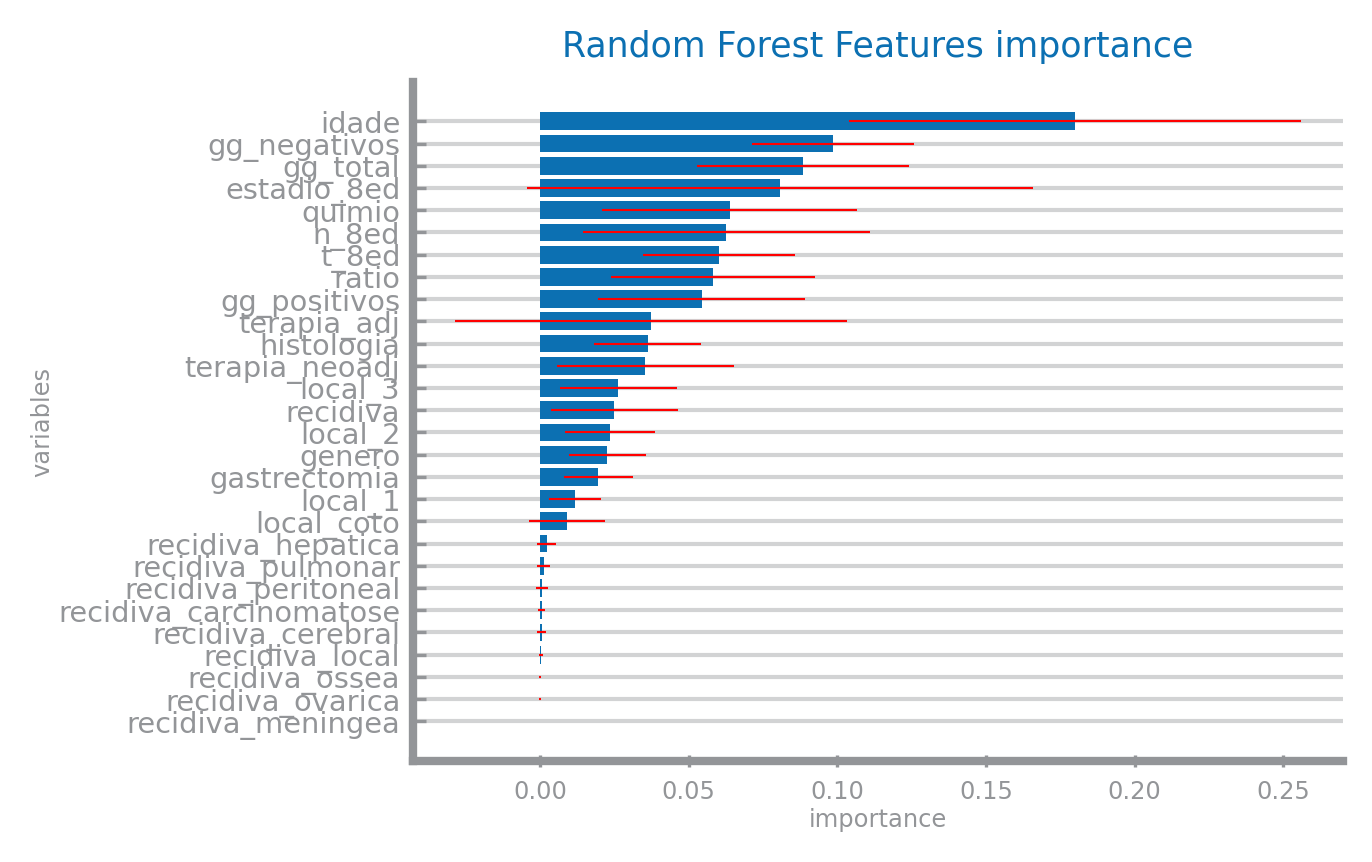 Random Forest Features importance
idade
gg_negativos
gg_total
estadio_8ed
quimio
h_8ed
t_8ed
ratio
gg_positivos
terapia_adj
histologia
terapia_neoadj
local_3
recidiva
local_2
genero
gastrectomia
local_1
local_coto
recidiva_hepatica
recidiva_pulmonar
recidiva_peritoneal
recidiva_carcinomatose
recidiva_cerebral
recidiva_local
recidiva_ossea
recidiva_ovarica
recidiva_meningea
variables
0.00 0.05 0.10 0.15 0.20 0.25
importance